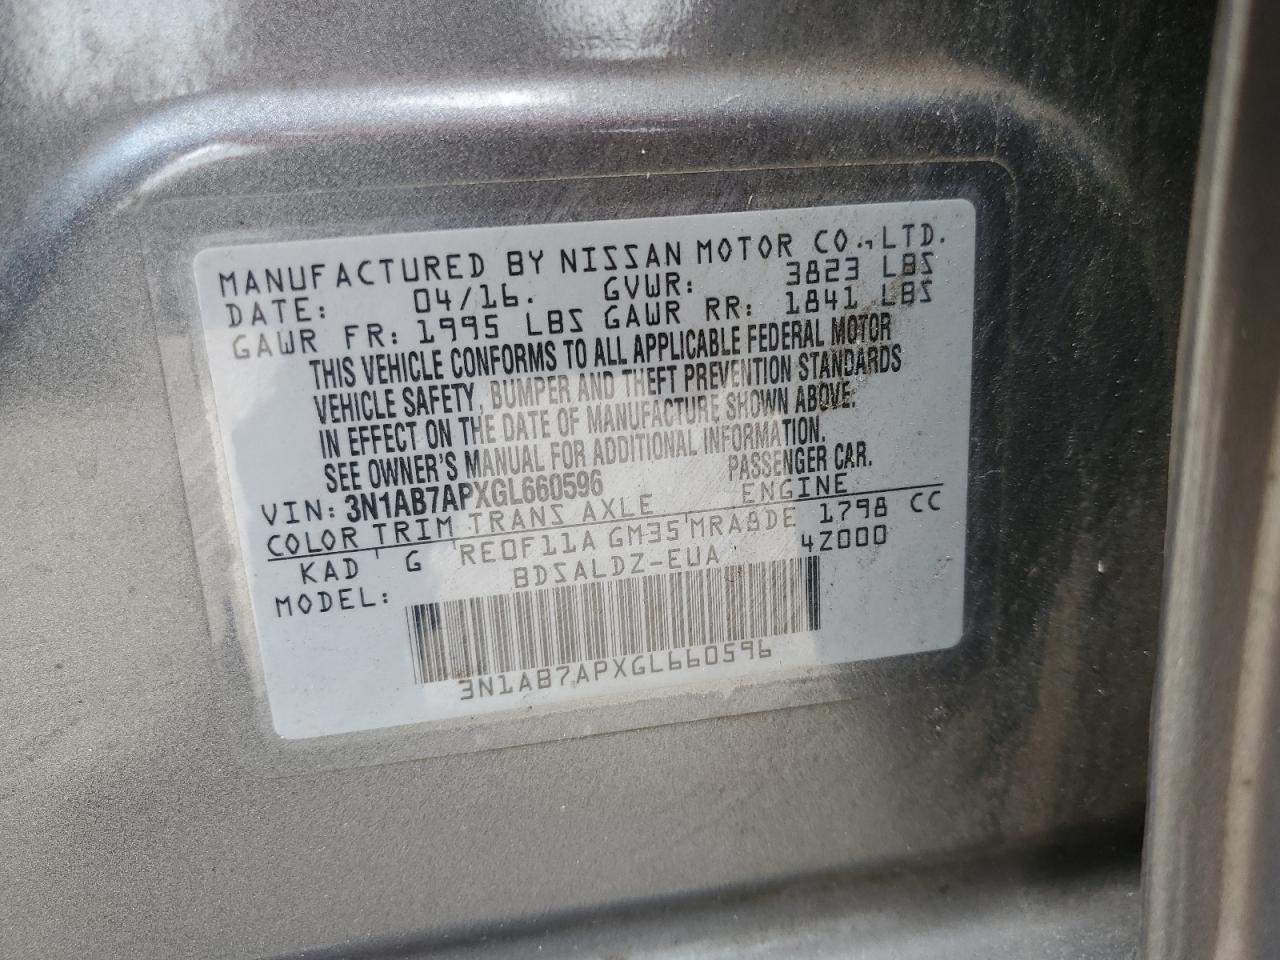 MANUFACTURED BY NISSAN MOTOR CO., LTD.
DATE: 04/16. GVWR: 3823 LBS
GAWR FR: 1995 LBS GAWR RR: 1841 LBS
THIS VEHICLE CONFORMS TO ALL APPLICABLE FEDERAL MOTOR
VEHICLE SAFETY, BUMPER AND THEFT PREVENTION STANDARDS
IN EFFECT ON THE DATE OF MANUFACTURE SHOWN ABOVE.
SEE OWNER'S MANUAL FOR ADDITIONAL INFORMATION.
VIN: 3N1AB7APXGL660596 PASSENGER CAR.
COLOR TRIM TRANS AXLE ENGINE
KAD G RE0F11A GM35 MRA8DE 1798 CC
MODEL: BDSALDZ-EUA 4Z000
3N1AB7APXGL660596